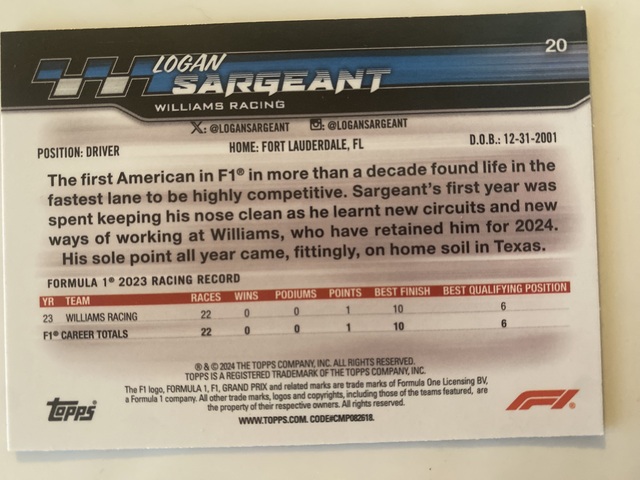 20
LOGAN
SARGEANT
WILLIAMS RACING
X: @LOGANSARGEANT : @LOGANSARGEANT
POSITION: DRIVER HOME: FORT LAUDERDALE, FL D.O.B.: 12-31-2001
The first American in F1® in more than a decade found life in the
fastest lane to be highly competitive. Sargeant's first year was
spent keeping his nose clean as he learnt new circuits and new
ways of working at Williams, who have retained him for 2024.
His sole point all year came, fittingly, on home soil in Texas.
FORMULA 1® 2023 RACING RECORD
YR TEAM RACES WINS PODIUMS POINTS BEST FINISH BEST QUALIFYING POSITION
23 WILLIAMS RACING 22 0 0 1 10 6
F1® CAREER TOTALS 22 0 0 1 10 6
® & © 2024 THE TOPPS COMPANY, INC. ALL RIGHTS RESERVED.
TOPPS IS A REGISTERED TRADEMARK OF THE TOPPS COMPANY, INC.
The F1 logo, FORMULA 1, F1, GRAND PRIX and related marks are trade marks of Formula One Licensing BV,
a Formula 1 company. All other trade marks, logos and copyrights, including those of the teams featured, are
the property of their respective owners. All rights reserved.
WWW.TOPPS.COM. CODE#CMP082618.
topps®
F1®